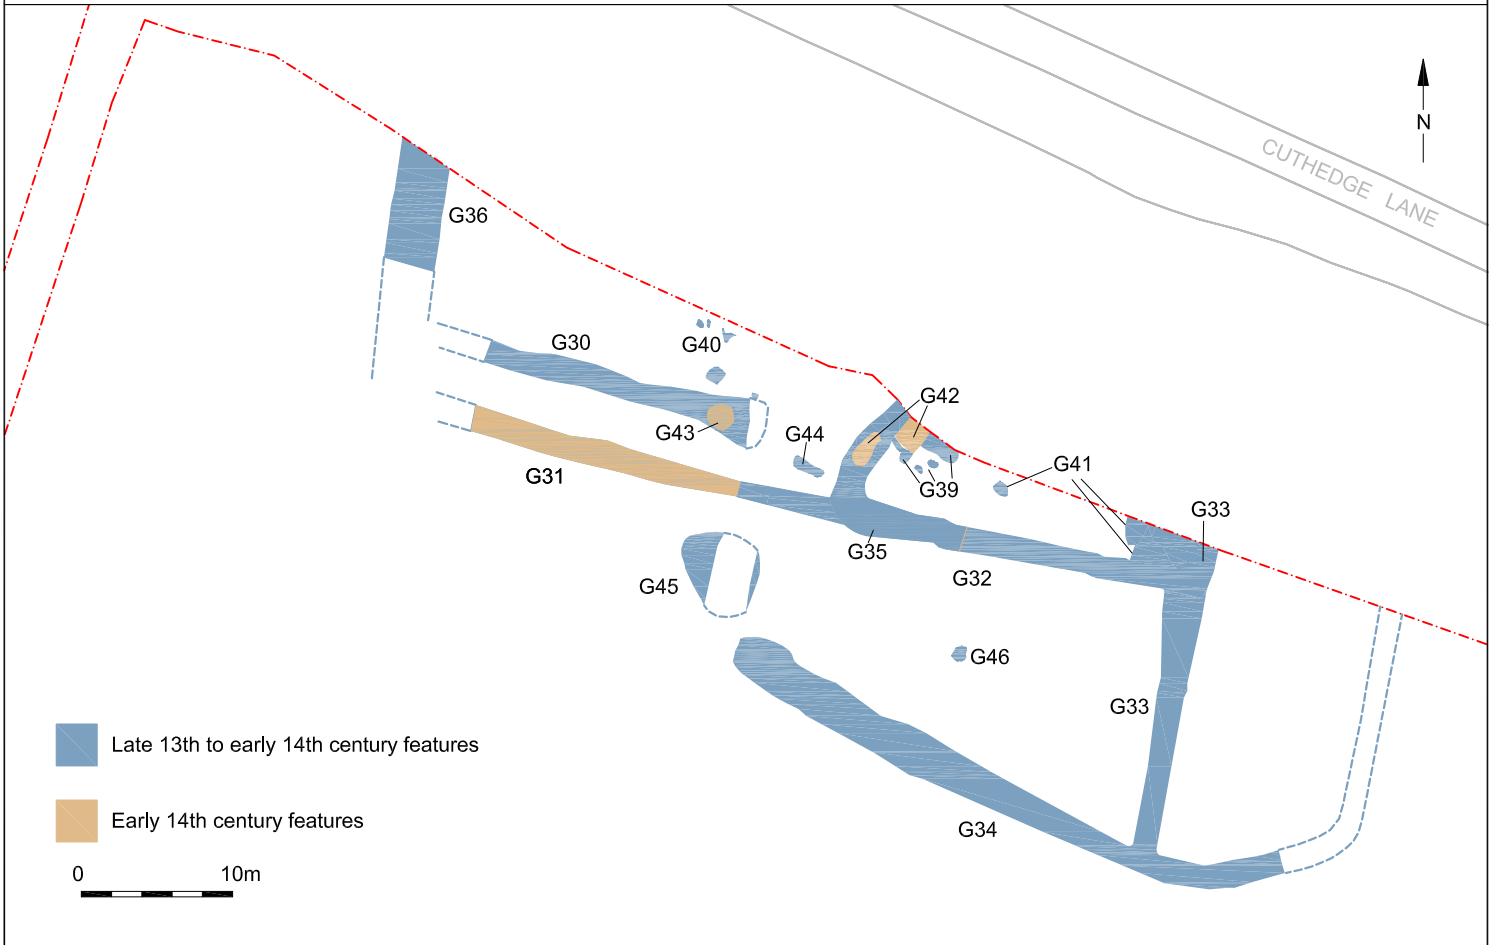 N
CUTHEDGE LANE
G36
G30
G40
G42
G43
G44
G31
G39
G41
G33
G35
G32
G45
G46
G33
G34
Late 13th to early 14th century features
Early 14th century features
0 10m